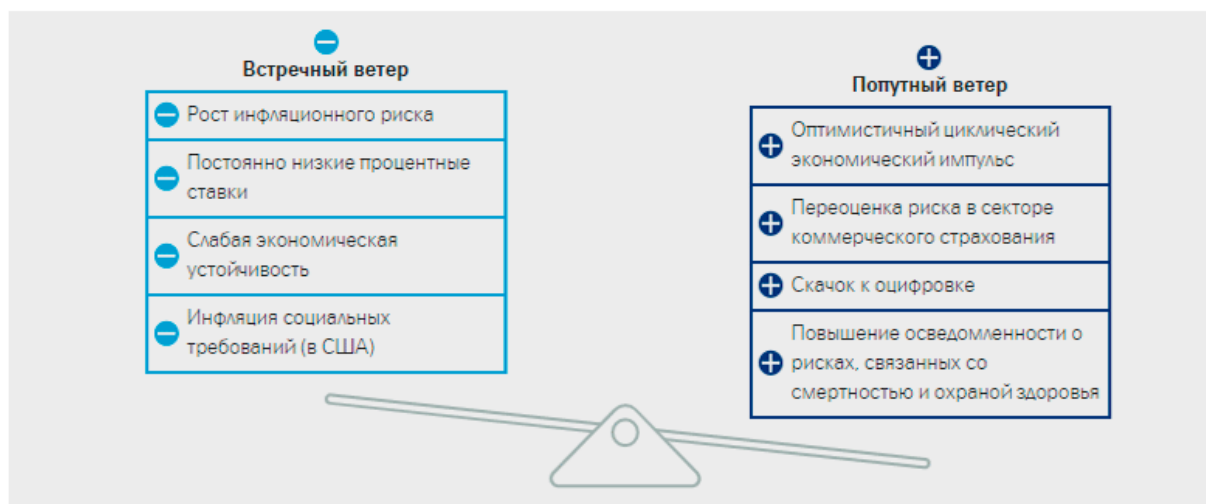 Встречный ветер
Рост инфляционного риска
Постоянно низкие процентные
ставки
Слабая экономическая
устойчивость
Инфляция социальных
требований (в США)
Попутный ветер
Оптимистичный циклический
экономический импульс
Переоценка риска в секторе
коммерческого страхования
Скачок к оцифровке
Повышение осведомленности о
рисках, связанных со
смертностью и охраной здоровья